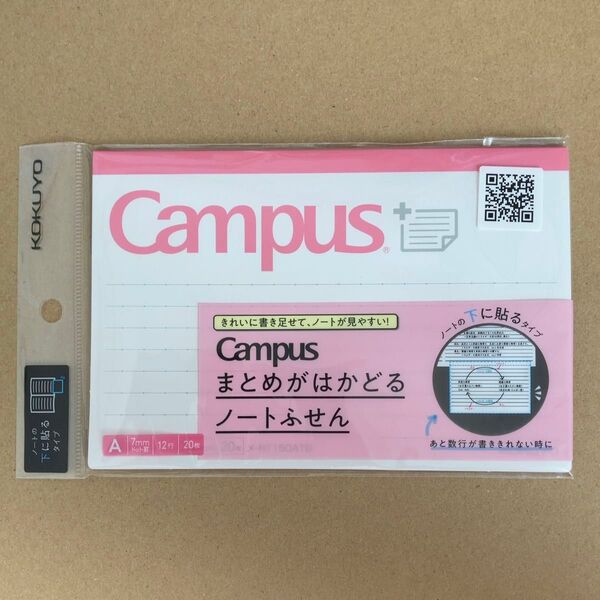 KOKUYO
ノートの
下に貼る
タイプ
Campus®
きれいに書き足せて、ノートが見やすい!
Campus
まとめがはかどる
ノートふせん
ノートの下に貼るタイプ
あと数行が書ききれない時に
A 7mm ドット罫 12行 20枚